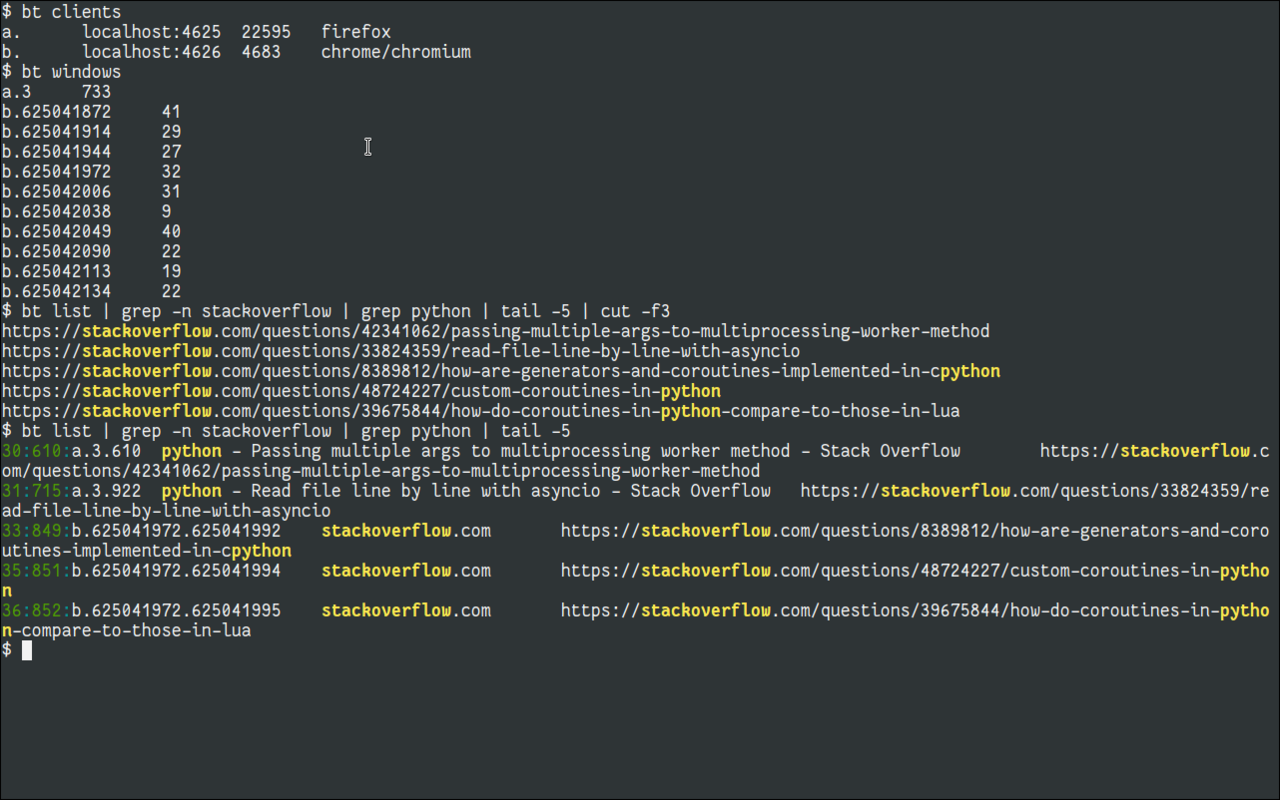 $ bt clients
a.      localhost:4625  22595   firefox
b.      localhost:4626  4683    chrome/chromium
$ bt windows
a.3     733
b.625041872     41
b.625041914     29
b.625041944     27
b.625041972     32
b.625042006     31
b.625042038     9
b.625042049     40
b.625042090     22
b.625042113     19
b.625042134     22
$ bt list | grep -n stackoverflow | grep python | tail -5 | cut -f3
https://stackoverflow.com/questions/42341062/passing-multiple-args-to-multiprocessing-worker-method
https://stackoverflow.com/questions/33824359/read-file-line-by-line-with-asyncio
https://stackoverflow.com/questions/8389812/how-are-generators-and-coroutines-implemented-in-cpython
https://stackoverflow.com/questions/48724227/custom-coroutines-in-python
https://stackoverflow.com/questions/39675844/how-do-coroutines-in-python-compare-to-those-in-lua
$ bt list | grep -n stackoverflow | grep python | tail -5
30:610:a.3.610  python - Passing multiple args to multiprocessing worker method - Stack Overflow        https://stackoverflow.c
om/questions/42341062/passing-multiple-args-to-multiprocessing-worker-method
31:715:a.3.922  python - Read file line by line with asyncio - Stack Overflow   https://stackoverflow.com/questions/33824359/re
ad-file-line-by-line-with-asyncio
33:849:b.625041972.625041992    stackoverflow.com       https://stackoverflow.com/questions/8389812/how-are-generators-and-coro
utines-implemented-in-cpython
35:851:b.625041972.625041994    stackoverflow.com       https://stackoverflow.com/questions/48724227/custom-coroutines-in-pytho
n
36:852:b.625041972.625041995    stackoverflow.com       https://stackoverflow.com/questions/39675844/how-do-coroutines-in-pytho
n-compare-to-those-in-lua
$